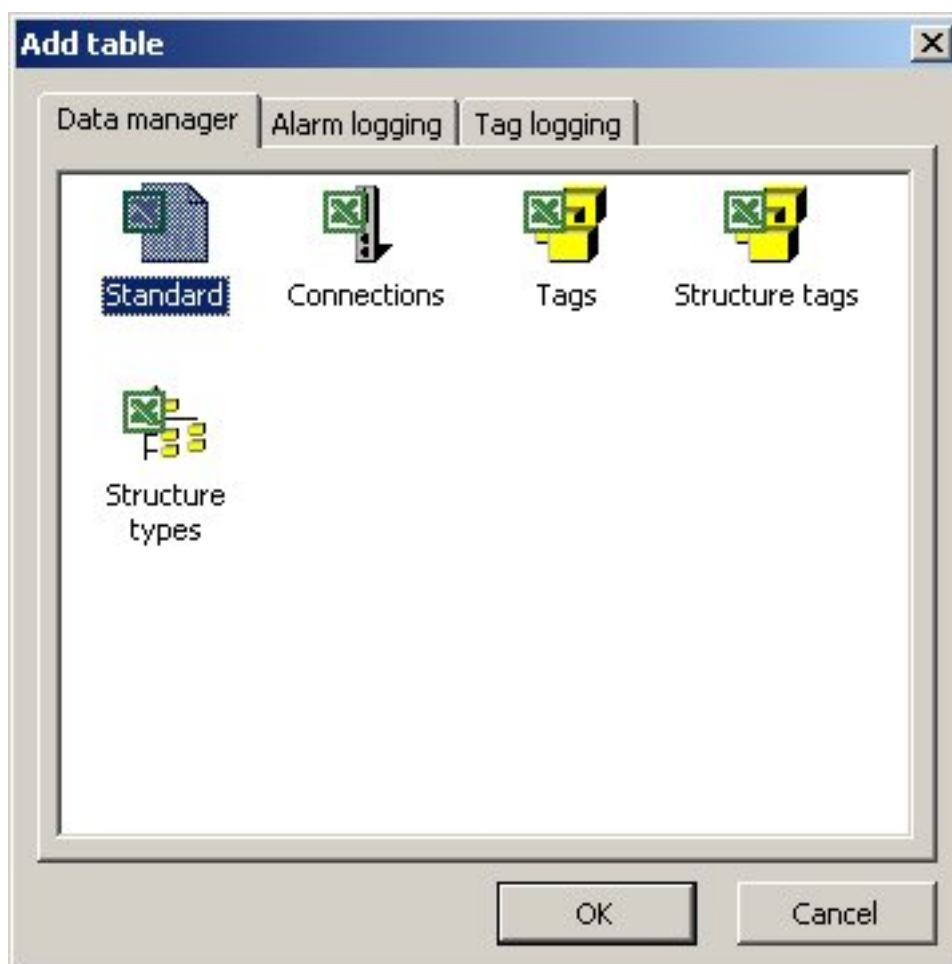 Add table
Data manager Alarm logging Tag logging
Standard Connections Tags Structure tags
Structure
types
OK Cancel